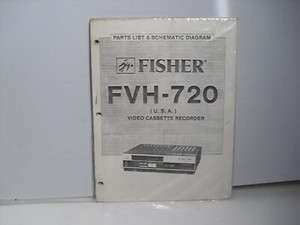 PARTS LIST & SCHEMATIC DIAGRAM
FISHER
FVH-720
( U. S. A. )
VIDEO CASSETTE RECORDER